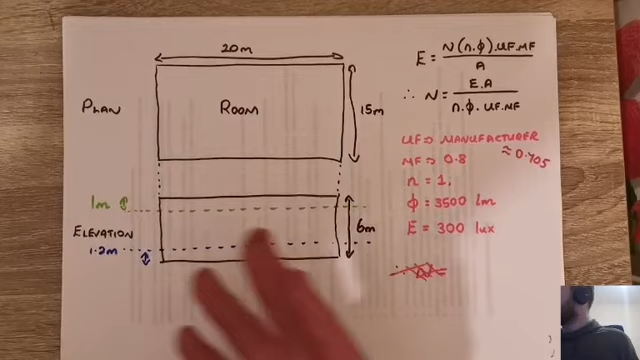 20m
PLAN
ROOM
15m
1m
ELEVATION
1.2m
6m
E = N(n.ϕ).UF.MF / A
∴ N = E.A / n.ϕ.UF.MF
UF => MANUFACTURER
MF => 0.8
≈ 0.705
n = 1,
ϕ = 3500 lm
E = 300 lux